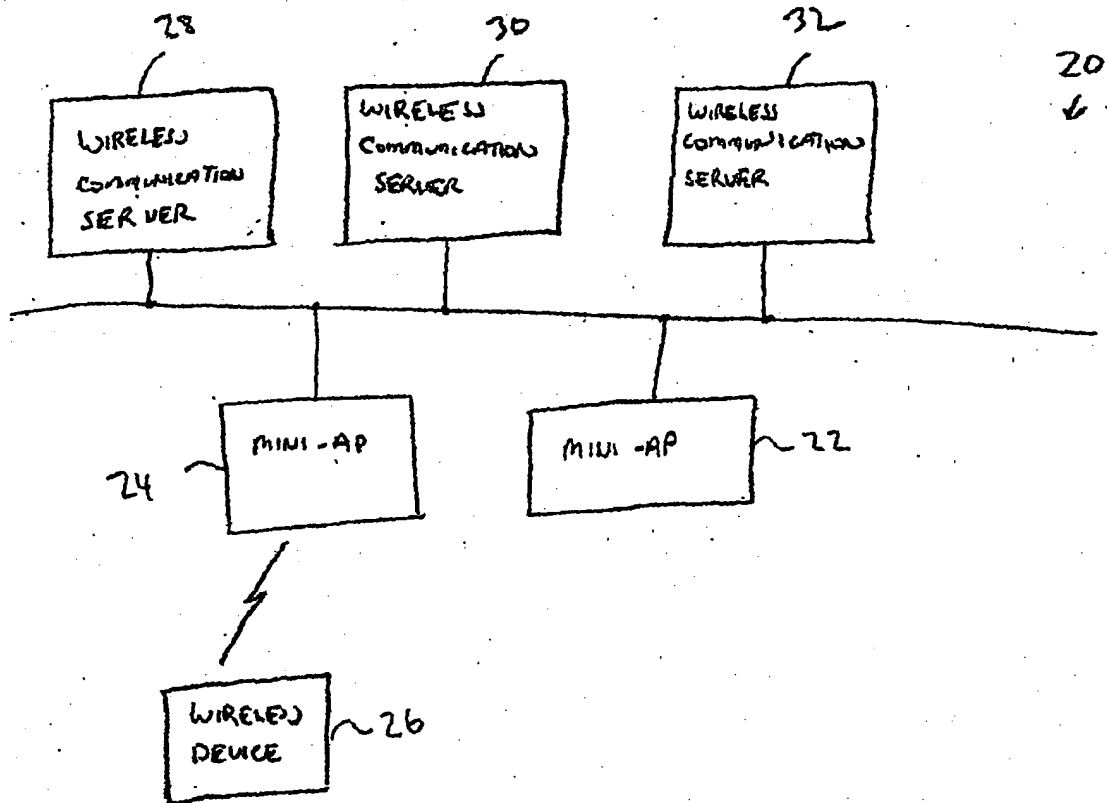 28
30
32
20
WIRELESS
COMMUNICATION
SERVER
WIRELESS
COMMUNICATION
SERVER
WIRELESS
COMMUNICATION
SERVER
MINI-AP
24
MINI-AP
22
WIRELESS
DEVICE
26